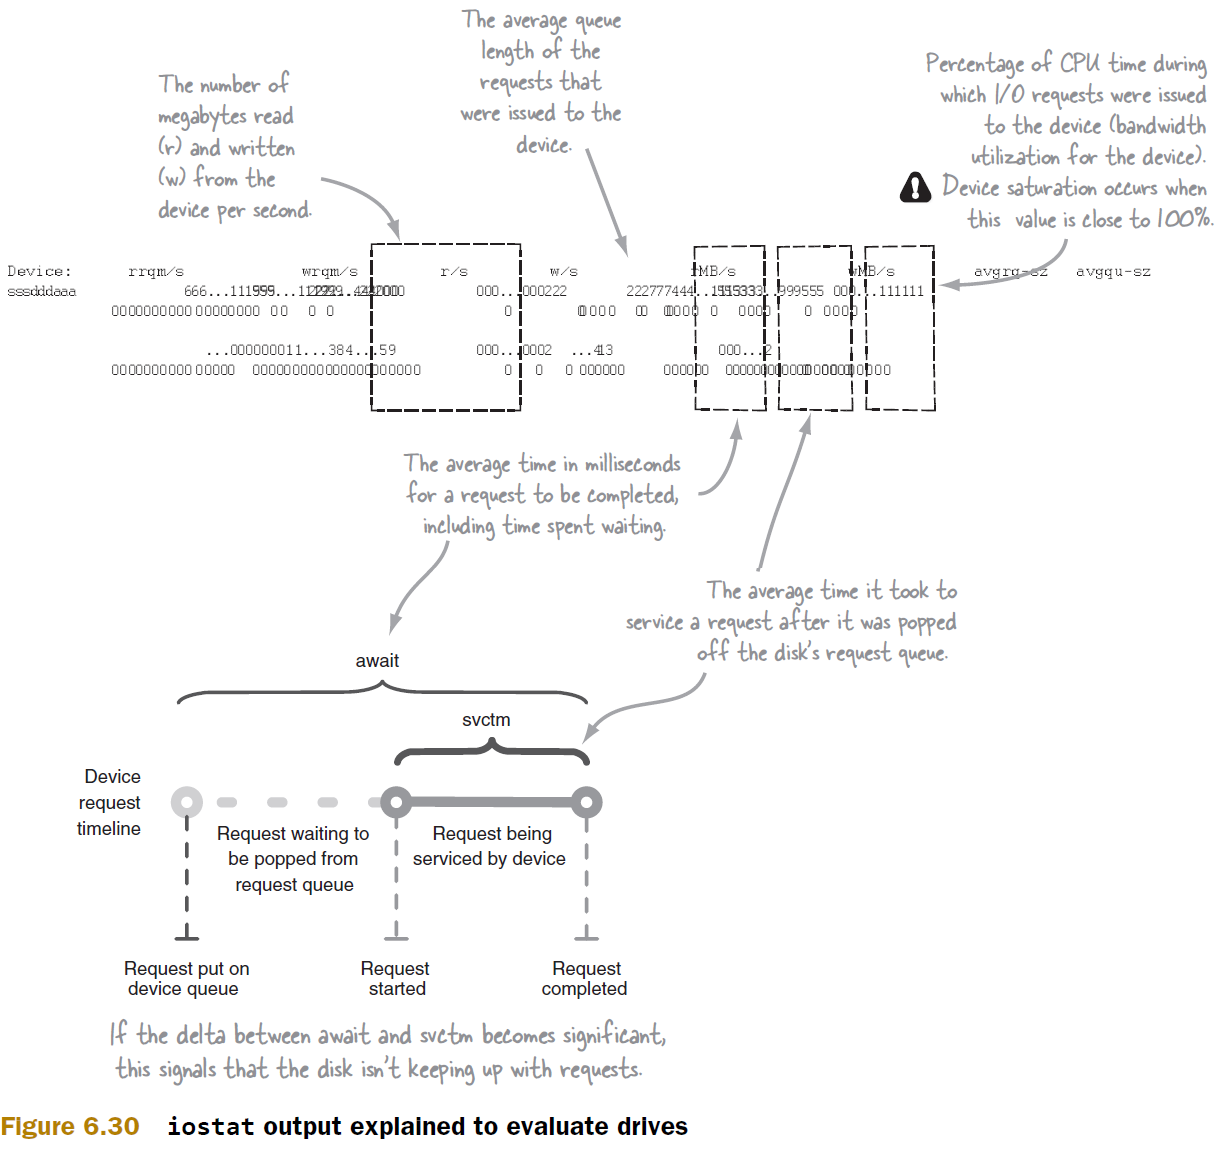 The average queue
length of the
requests that
were issued to the
device.
The number of
megabytes read
(r) and written
(w) from the
device per second.
Percentage of CPU time during
which I/O requests were issued
to the device (bandwidth
utilization for the device).
Device saturation occurs when
this value is close to 100%.
Device: rrqm/s wrqm/s r/s w/s rMB/s wMB/s avgrq-sz avgqu-sz
sssdddaaa
The average time in milliseconds
for a request to be completed,
including time spent waiting.
The average time it took to
service a request after it was popped
off the disk's request queue.
await
svctm
Device
request
timeline
Request waiting to
be popped from
request queue
Request being
serviced by device
Request put on
device queue
Request
started
Request
completed
If the delta between await and svctm becomes significant,
this signals that the disk isn't keeping up with requests.
Figure 6.30 iostat output explained to evaluate drives